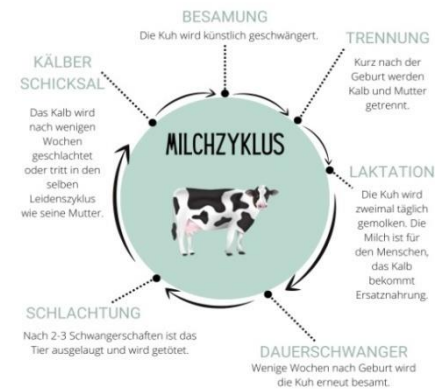 BESAMUNG
Die Kuh wird künstlich geschwängert.
TRENNUNG
Kurz nach der
Geburt werden
Kalb und Mutter
getrennt.
LAKTATION
Die Kuh wird
zweimal täglich
gemolken. Die
Milch ist für
den Menschen,
das Kalb
bekommt
Ersatznahrung.
DAUERSCHWANGER
Wenige Wochen nach Geburt wird
die Kuh erneut besamt.
SCHLACHTUNG
Nach 2-3 Schwangerschaften ist das
Tier ausgelaugt und wird getötet.
KÄLBER
SCHICKSAL
Das Kalb wird
nach wenigen
Wochen
geschlachtet
oder tritt in den
selben
Leidenszyklus
wie seine Mutter.
MILCHZYKLUS